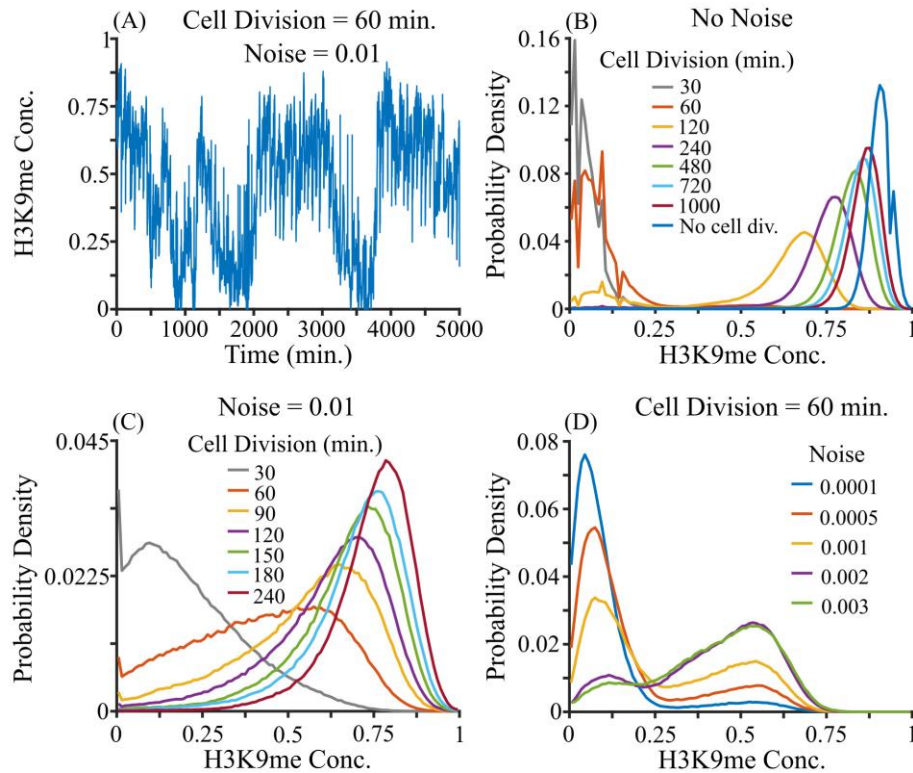 (A) Cell Division = 60 min.
Noise = 0.01
H3K9me Conc.
1
0.75
0.5
0.25
0
0 1000 2000 3000 4000 5000
Time (min.)
(B) No Noise
Probability Density
0.16
0.12
0.08
0.04
0
Cell Division (min.)
30
60
120
240
480
720
1000
No cell div.
0 0.25 0.5 0.75 1
H3K9me Conc.
(C) Noise = 0.01
Probability Density
0.045
0.0225
0
Cell Division (min.)
30
60
90
120
150
180
240
0 0.25 0.5 0.75 1
H3K9me Conc.
(D) Cell Division = 60 min.
Probability Density
0.08
0.06
0.04
0.02
0
Noise
0.0001
0.0005
0.001
0.002
0.003
0 0.25 0.5 0.75 1
H3K9me Conc.